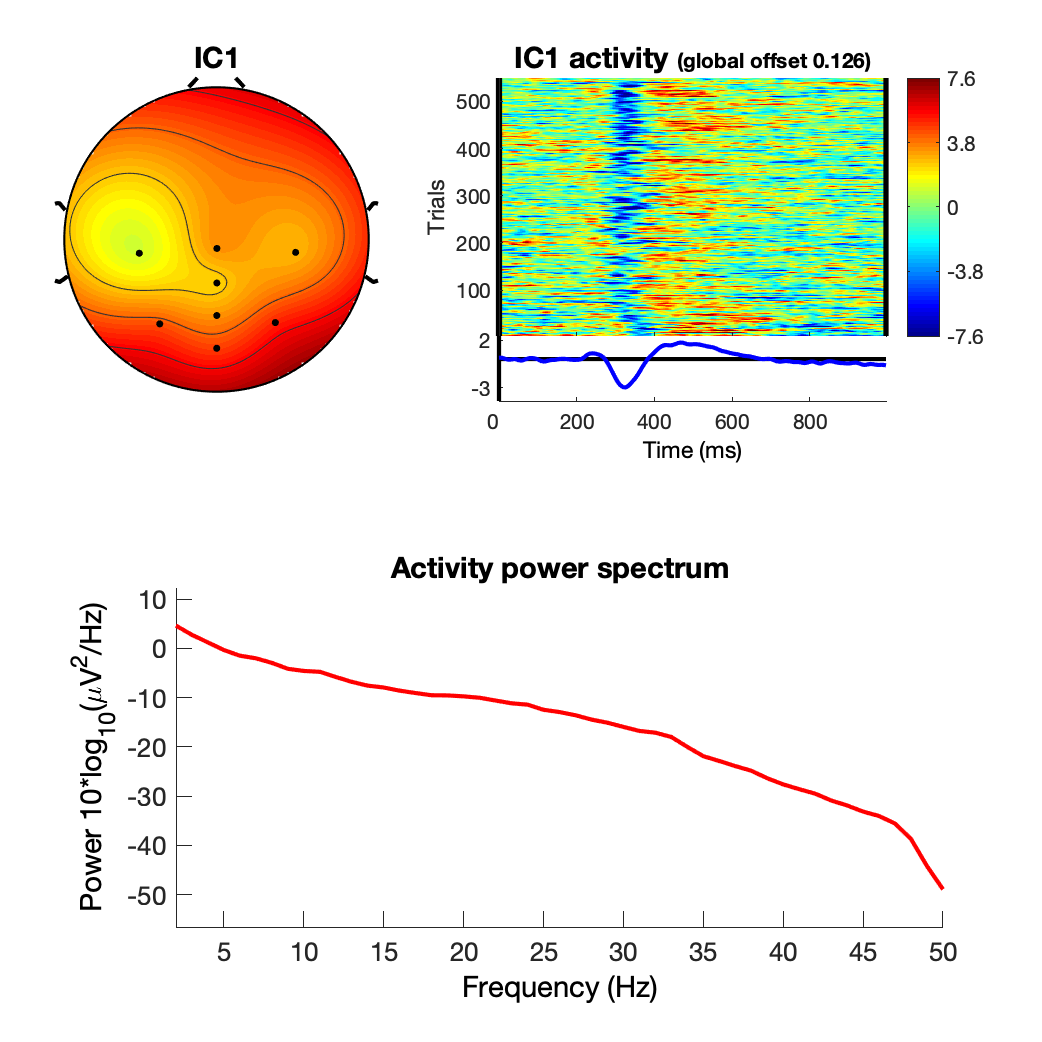 IC1
IC1 activity (global offset 0.126)
500
400
300
200
100
Trials
7.6
3.8
0
-3.8
-7.6
2
-3
0 200 400 600 800
Time (ms)
Activity power spectrum
10
0
-10
-20
-30
-40
-50
Power 10*log10(μV2/Hz)
5 10 15 20 25 30 35 40 45 50
Frequency (Hz)